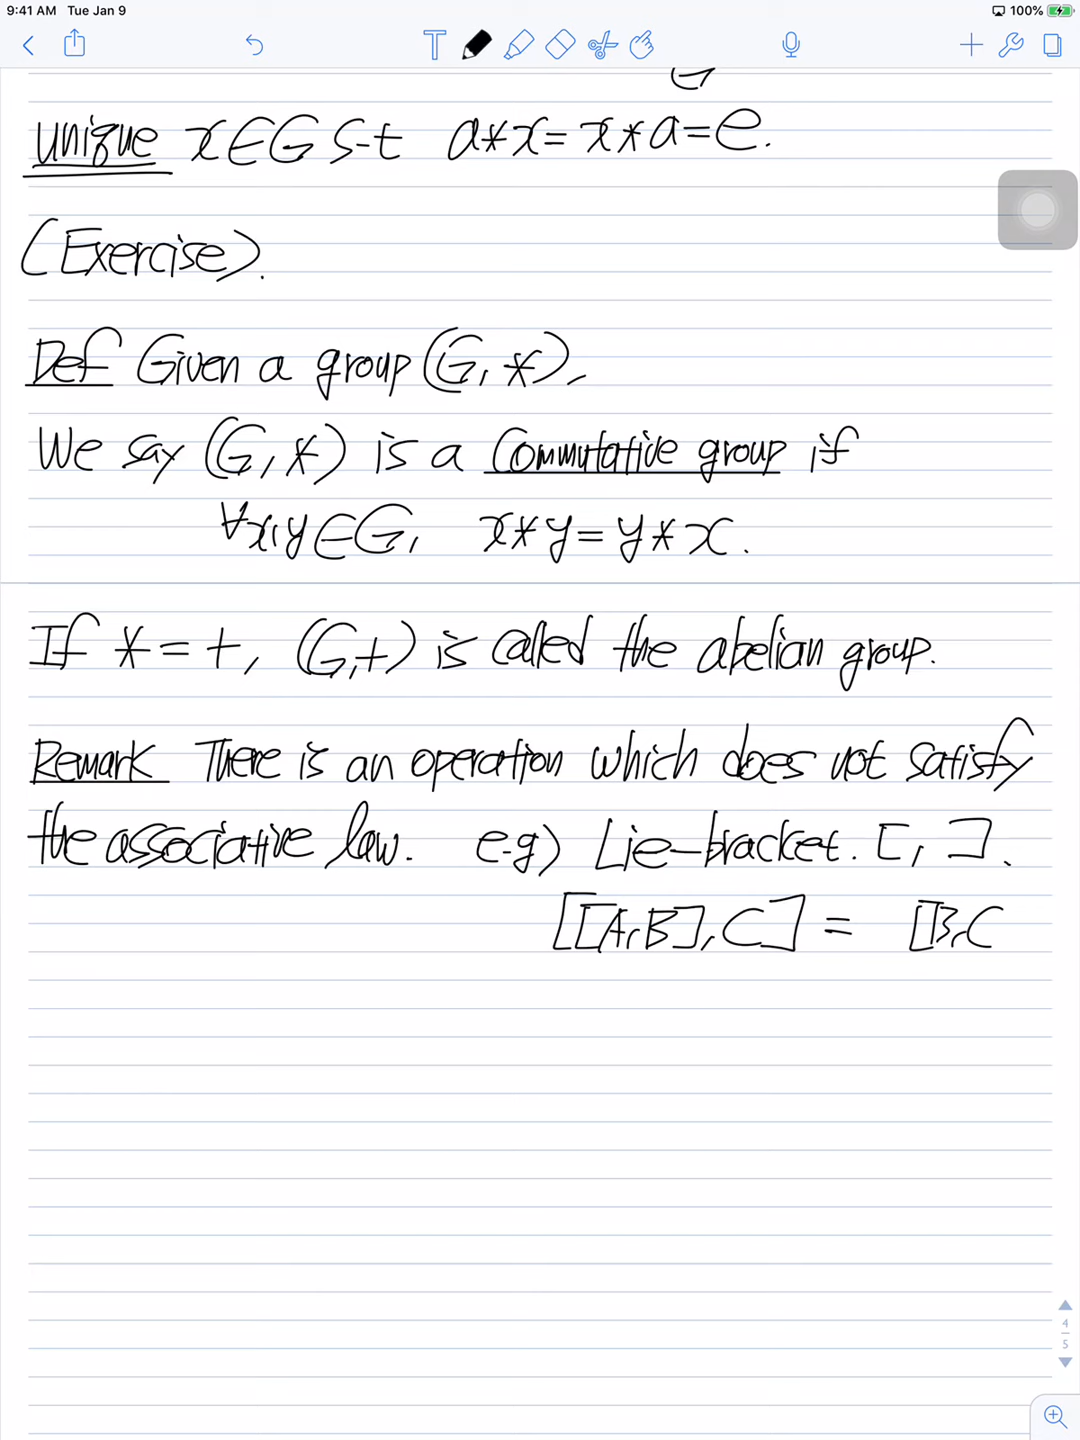 9:41 AM Tue Jan 9
100%
unique x∈G s-t a*x=x*a=e.
(Exercise).
Def Given a group (G, *),
We say (G, *) is a Commutative group if
∀x,y∈G, x*y=y*x.
If *=+, (G,+) is called the abelian group.
Remark There is an operation which does not satisfy
the associative law. e-g) Lie-bracket. [ , ].
[[A,B],C] = [B,C
4
5